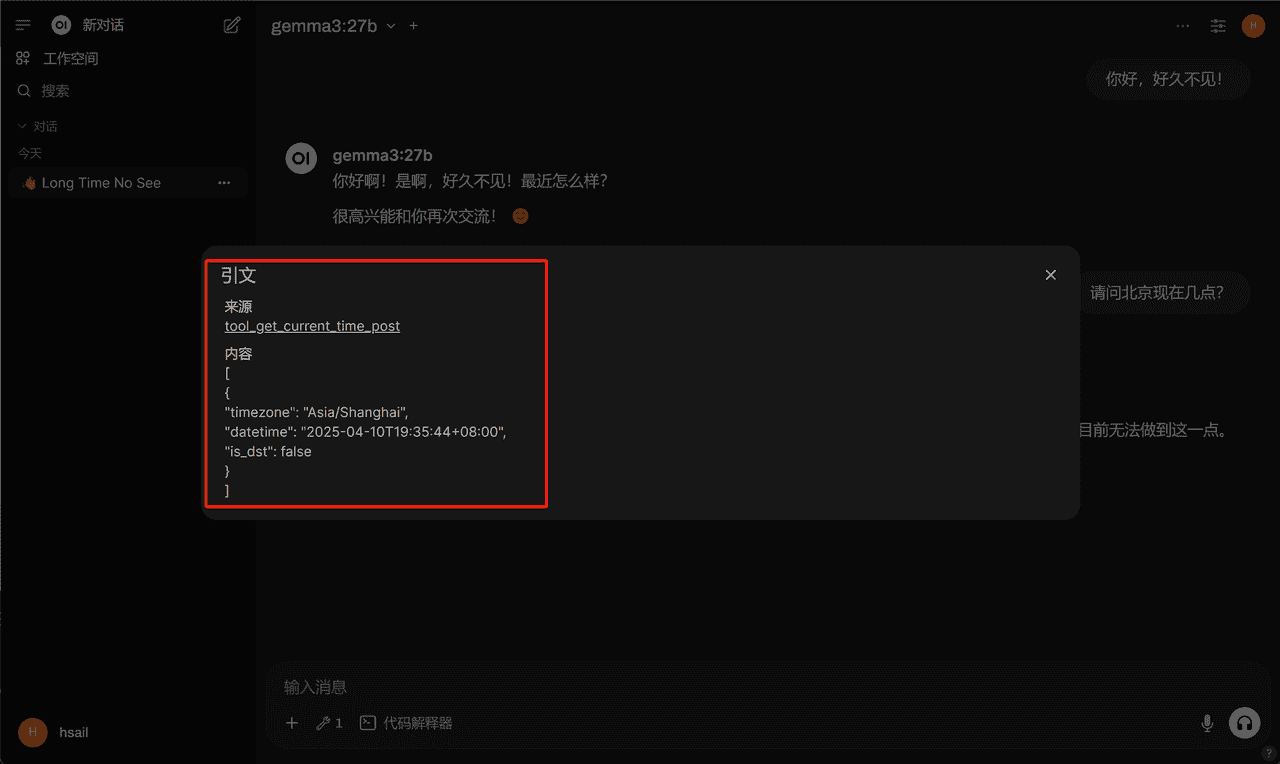 OI 新对话
工作空间
搜索
对话
今天
Long Time No See
H hsail
gemma3:27b
H
你好，好久不见！
OI gemma3:27b
你好啊！是啊，好久不见！最近怎么样？
很高兴能和你再次交流！
请问北京现在几点？
目前无法做到这一点。
引文
来源
tool_get_current_time_post
内容
[
{
"timezone": "Asia/Shanghai",
"datetime": "2025-04-10T19:35:44+08:00",
"is_dst": false
}
]
输入消息
1 代码解释器
?